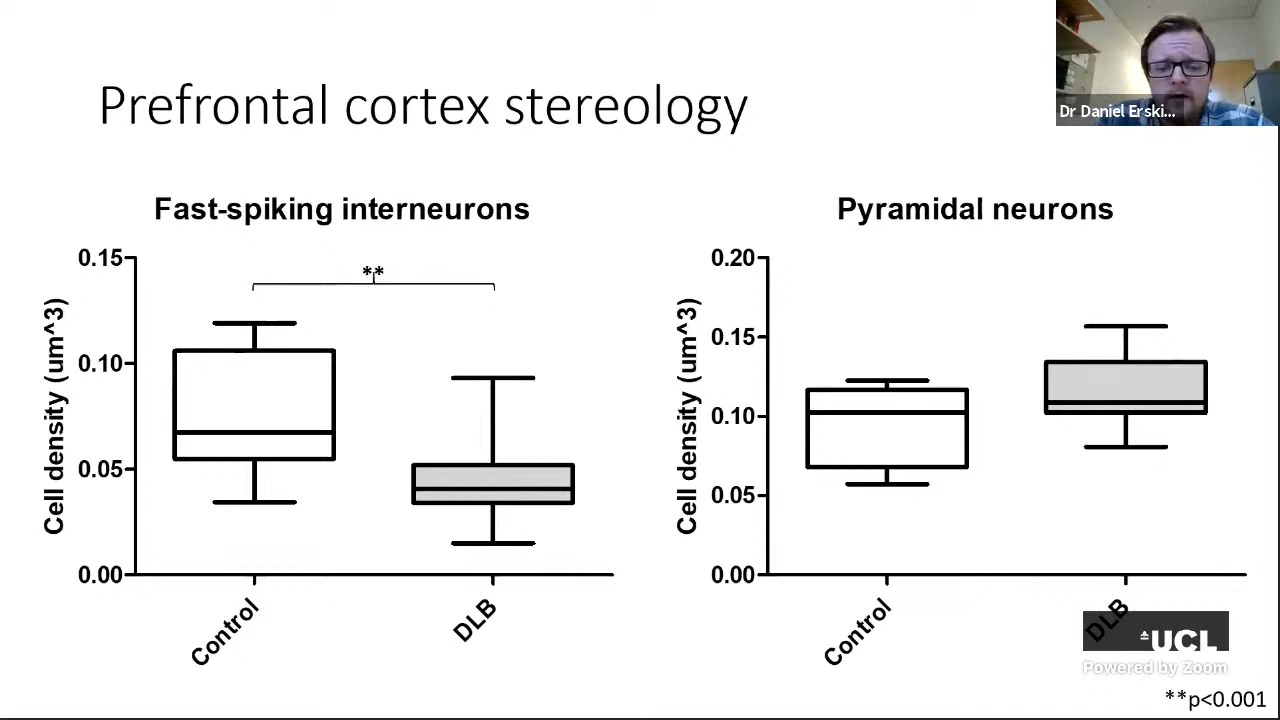 Dr Daniel Erski...
Prefrontal cortex stereology
Fast-spiking interneurons
0.15
**
0.10
0.05
0.00
Cell density (um^3)
Control
DLB
Pyramidal neurons
0.20
0.15
0.10
0.05
0.00
Cell density (um^3)
Control
DLB
UCL
Powered by Zoom
**p<0.001